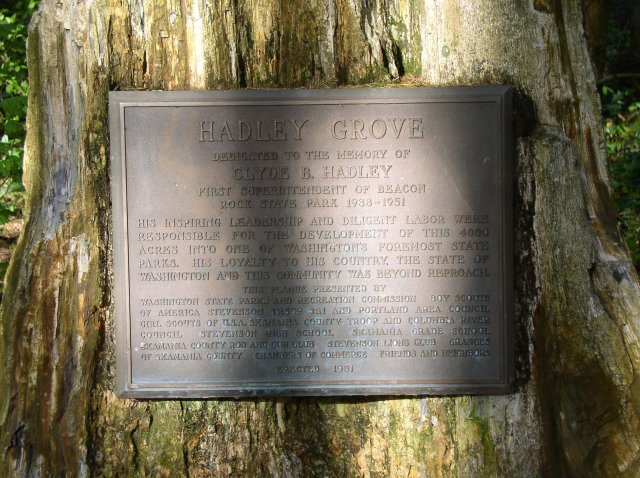 HADLEY GROVE
DEDICATED TO THE MEMORY OF
CLYDE B. HADLEY
FIRST SUPERINTENDENT OF BEACON
ROCK STATE PARK 1938-1951
HIS INSPIRING LEADERSHIP AND DILIGENT LABOR WERE
RESPONSIBLE FOR THE DEVELOPMENT OF THIS 4000
ACRES INTO ONE OF WASHINGTON'S FOREMOST STATE
PARKS. HIS LOYALTY TO HIS COUNTRY, THE STATE OF
WASHINGTON AND THIS COMMUNITY WAS BEYOND REPROACH.
THIS PLAQUE PRESENTED BY
WASHINGTON STATE PARKS AND RECREATION COMMISSION BOY SCOUTS
OF AMERICA STEVENSON TROOP 321 AND PORTLAND AREA COUNCIL
GIRL SCOUTS OF U.S.A. SKAMANIA COUNTY TROOP AND COLUMBIA RIVER
COUNCIL STEVENSON HIGH SCHOOL SKAMANIA GRADE SCHOOL
SKAMANIA COUNTY ROD AND GUN CLUB STEVENSON LIONS CLUB GRANGES
OF SKAMANIA COUNTY CHAMBERS OF COMMERCE FRIENDS AND NEIGHBORS
ERECTED 1951